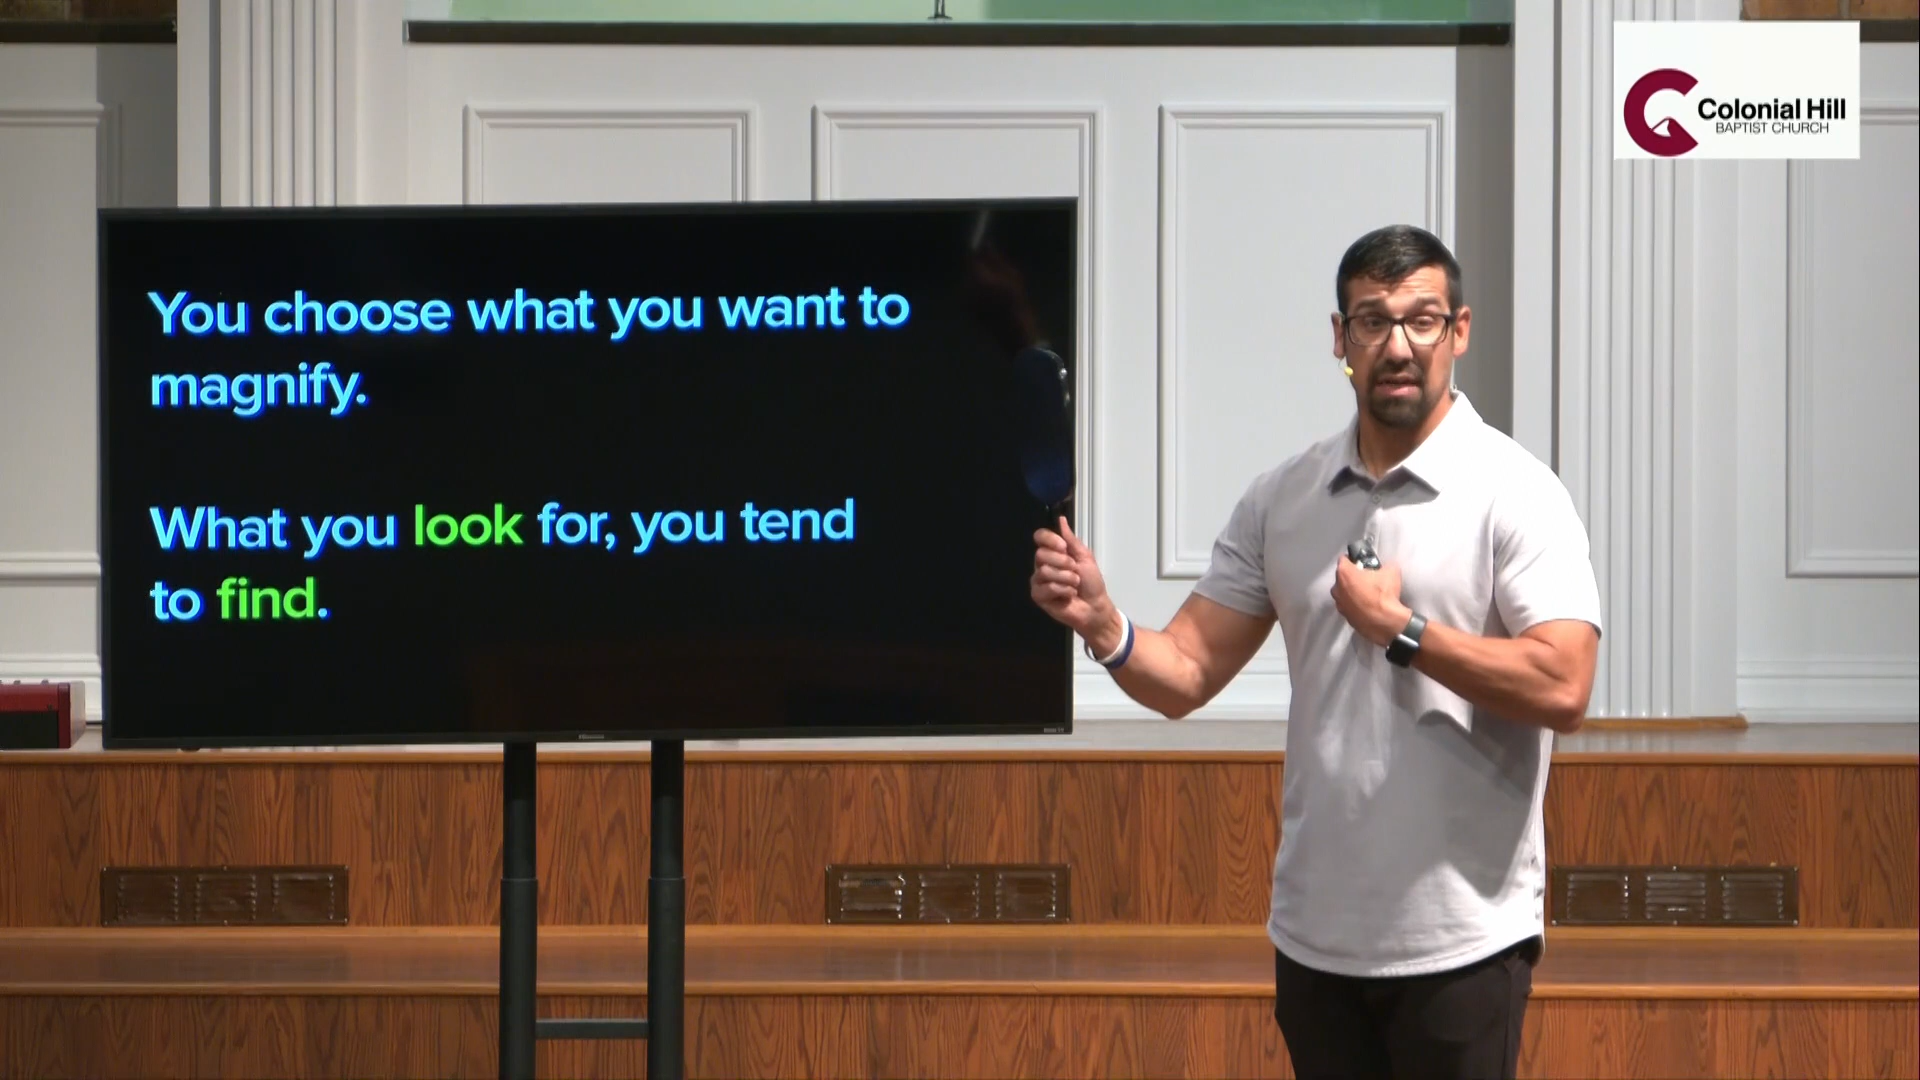 You choose what you want to
magnify.
What you look for, you tend
to find.
Colonial Hill
BAPTIST CHURCH